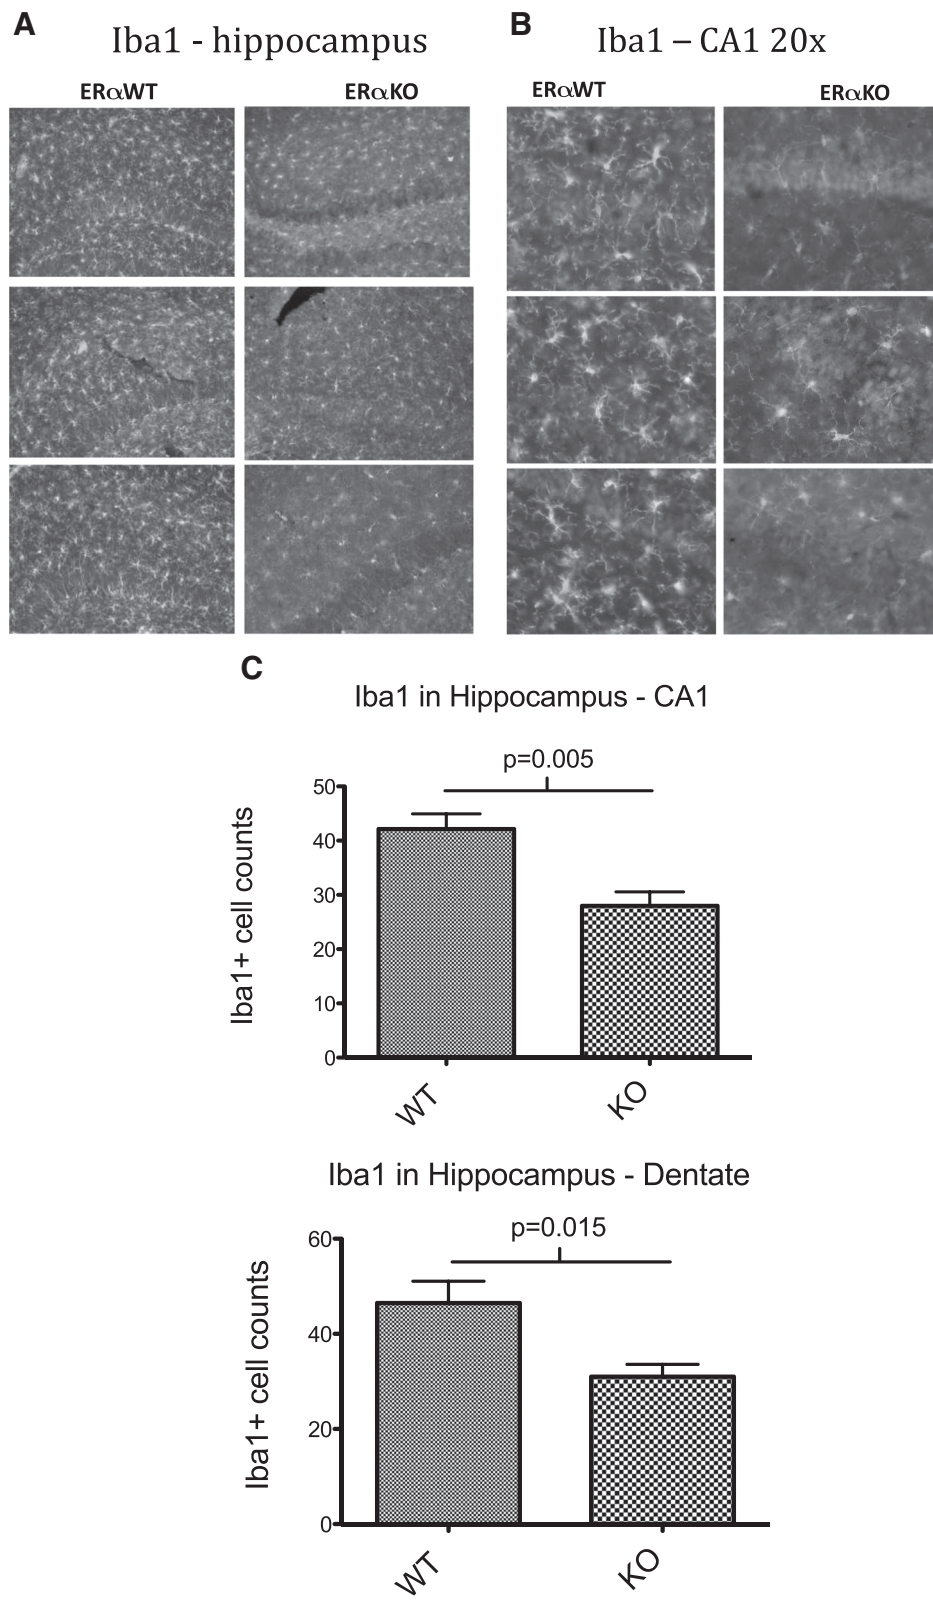 A
Iba1 - hippocampus
ERαWT
ERαKO
B
Iba1 – CA1 20x
ERαWT
ERαKO
C
Iba1 in Hippocampus - CA1
p=0.005
Iba1+ cell counts
50
40
30
20
10
0
WT
KO
Iba1 in Hippocampus - Dentate
p=0.015
Iba1+ cell counts
60
40
20
0
WT
KO